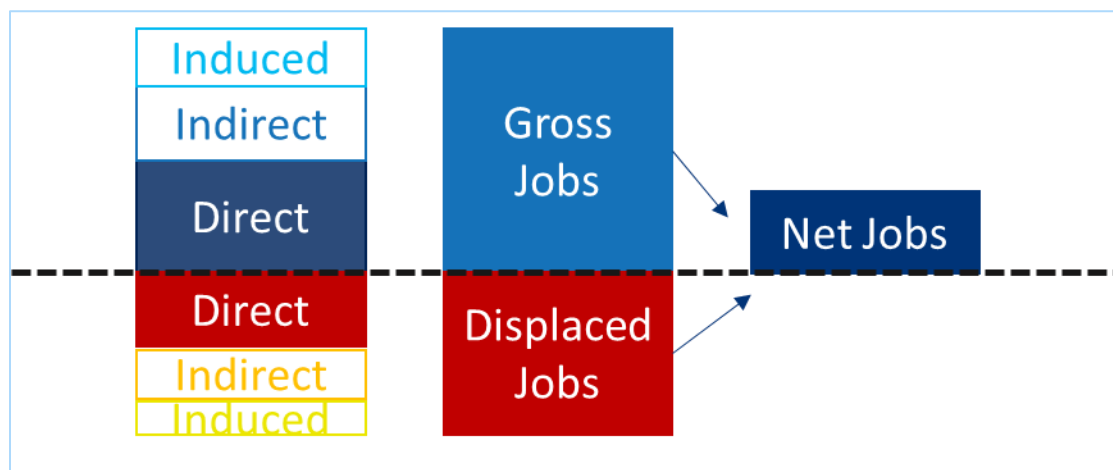 Induced
Indirect
Direct
Direct
Indirect
Induced
Gross
Jobs
Displaced
Jobs
Net Jobs